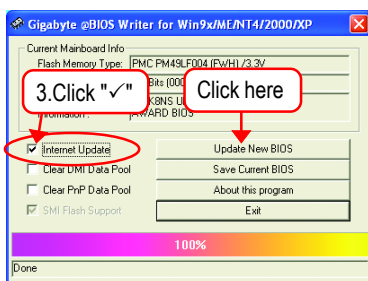 Gigabyte @BIOS Writer for Win9x/ME/NT4/2000/XP
Current Mainboard Info
Flash Memory Type: PMC PM49LF004 (FWH) /3.3V
3.Click "✓"
Click here
AWARD BIOS
Internet Update
Update New BIOS
Clear DMI Data Pool
Save Current BIOS
Clear PnP Data Pool
About this program
SMI Flash Support
Exit
100%
Done